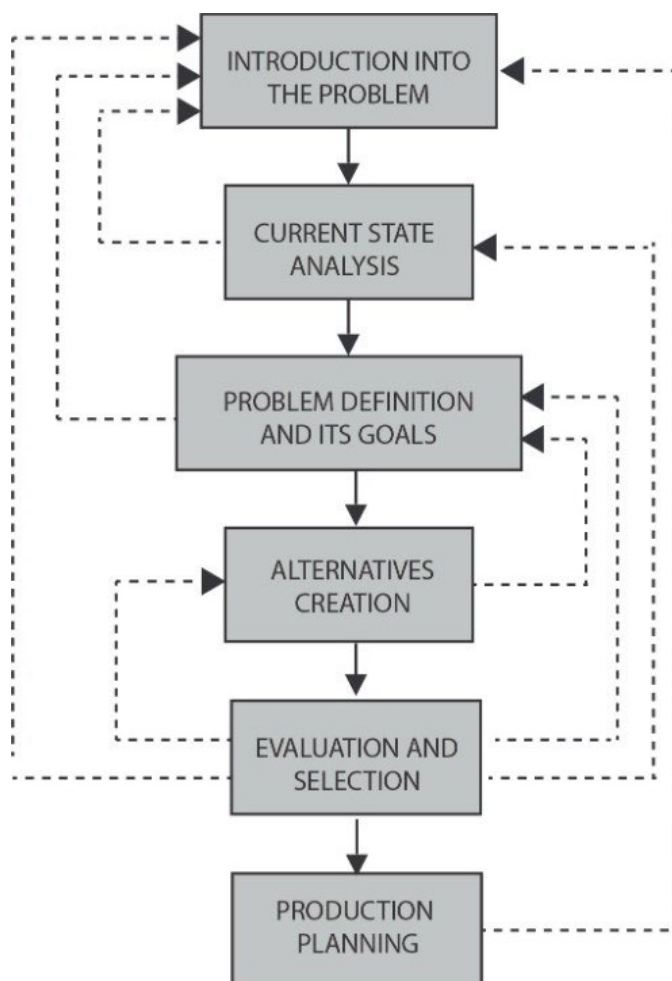 INTRODUCTION INTO
THE PROBLEM
CURRENT STATE
ANALYSIS
PROBLEM DEFINITION
AND ITS GOALS
ALTERNATIVES
CREATION
EVALUATION AND
SELECTION
PRODUCTION
PLANNING